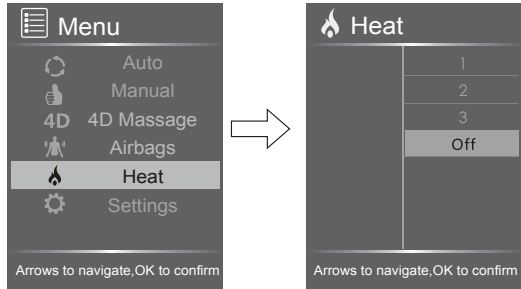 Menu
Auto
Manual
4D 4D Massage
Airbags
Heat
Settings
Arrows to navigate,OK to confirm
Heat
1
2
3
Off
Arrows to navigate,OK to confirm